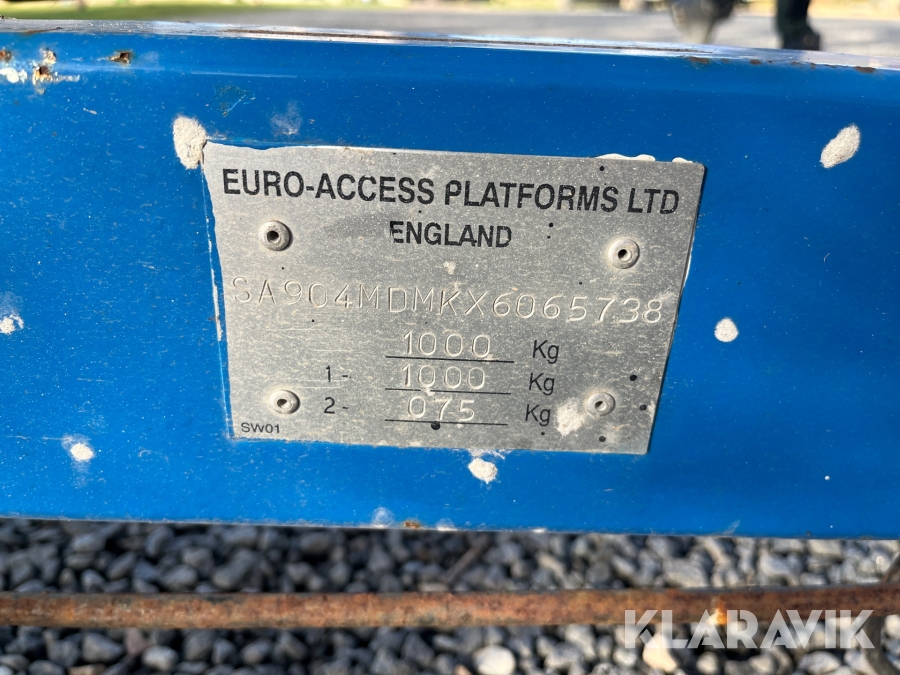 EURO-ACCESS PLATFORMS LTD
ENGLAND
SA904MDMKX6065738
1000 Kg
1- 1000 Kg
2- 075 Kg
SW01
KLARAVIK